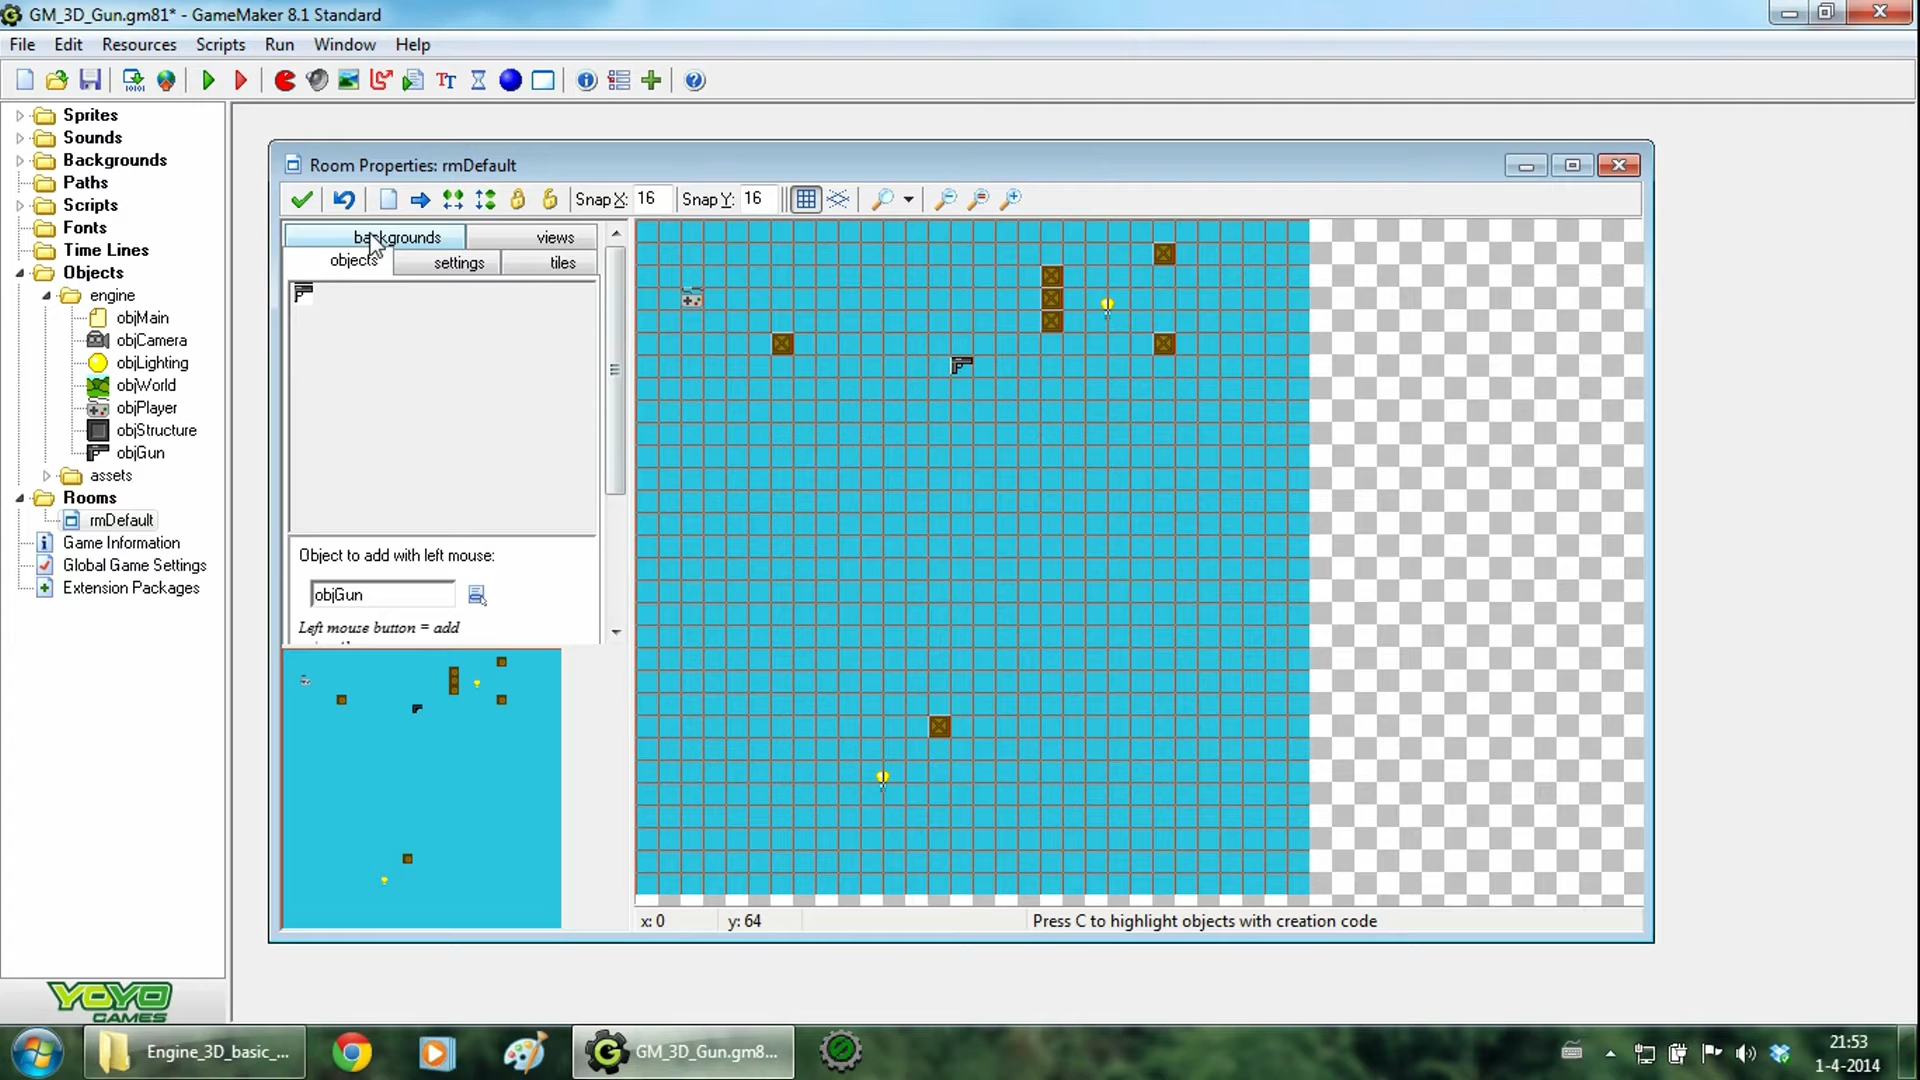 GM_3D_Gun.gm81* - GameMaker 8.1 Standard
File Edit Resources Scripts Run Window Help
Sprites
Sounds
Backgrounds
Paths
Scripts
Fonts
Time Lines
Objects
engine
objMain
objCamera
objLighting
objWorld
objPlayer
objStructure
objGun
assets
Rooms
rmDefault
Game Information
Global Game Settings
Extension Packages
YOYO
GAMES
Room Properties: rmDefault
Snap X: 16 Snap Y: 16
backgrounds views
objects settings tiles
Object to add with left mouse:
objGun
Left mouse button = add
x: 0 y: 64 Press C to highlight objects with creation code
Engine_3D_basic_... GM_3D_Gun.gm8...
21:53
1-4-2014